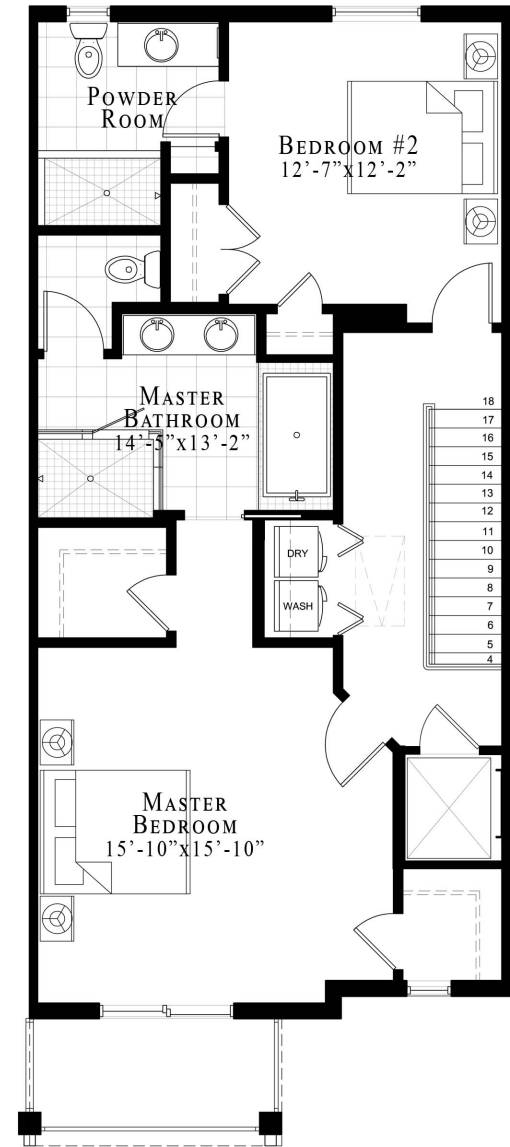 POWDER
ROOM
BEDROOM #2
12’-7”x12’-2”
MASTER
BATHROOM
14’-5”x13’-2”
18
17
16
15
14
13
12
11
10
9
8
7
6
5
4
DRY
WASH
MASTER
BEDROOM
15’-10”x15’-10”